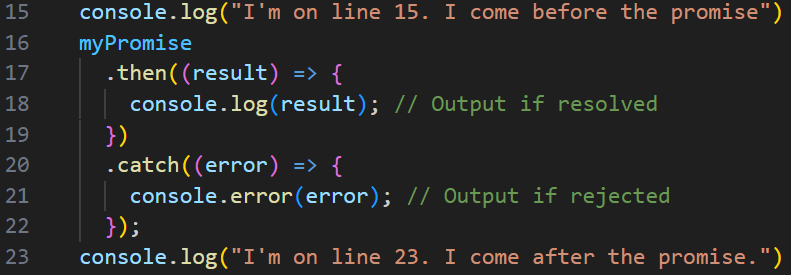 15 console.log("I'm on line 15. I come before the promise")
16 myPromise
17 .then((result) => {
18 console.log(result); // Output if resolved
19 })
20 .catch((error) => {
21 console.error(error); // Output if rejected
22 });
23 console.log("I'm on line 23. I come after the promise.")